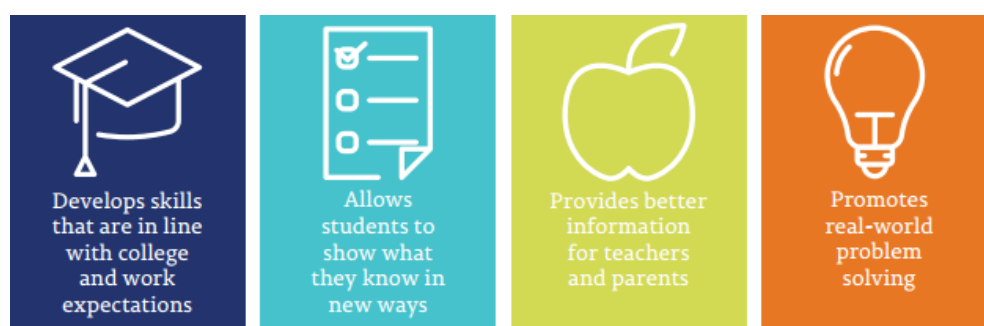 Develops skills
that are in line
with college
and work
expectations
Allows
students to
show what
they know in
new ways
Provides better
information
for teachers
and parents
Promotes
real-world
problem
solving